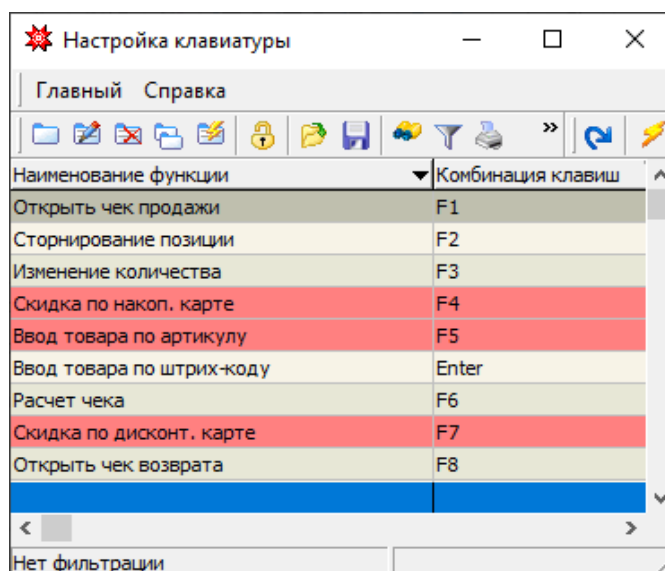 Настройка клавиатуры
Главный Справка
Наименование функции Комбинация клавиш
Открыть чек продажи F1
Сторнирование позиции F2
Изменение количества F3
Скидка по накоп. карте F4
Ввод товара по артикулу F5
Ввод товара по штрих-коду Enter
Расчет чека F6
Скидка по дисконт. карте F7
Открыть чек возврата F8
Нет фильтрации